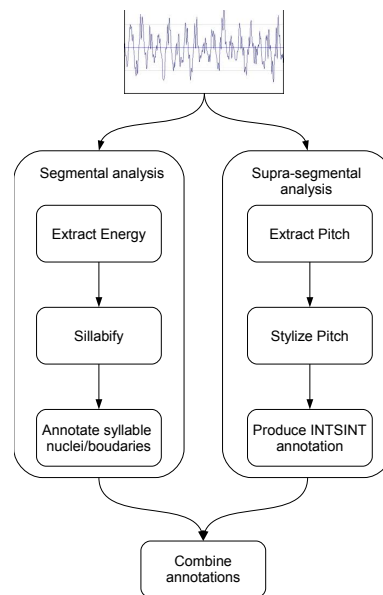 Segmental analysis
Extract Energy
Sillabify
Annotate syllable
nuclei/boudaries
Supra-segmental
analysis
Extract Pitch
Stylize Pitch
Produce INTSINT
annotation
Combine
annotations